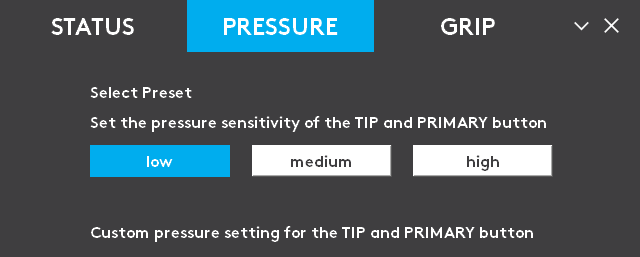 STATUS PRESSURE GRIP
Select Preset
Set the pressure sensitivity of the TIP and PRIMARY button
low medium high
Custom pressure setting for the TIP and PRIMARY button